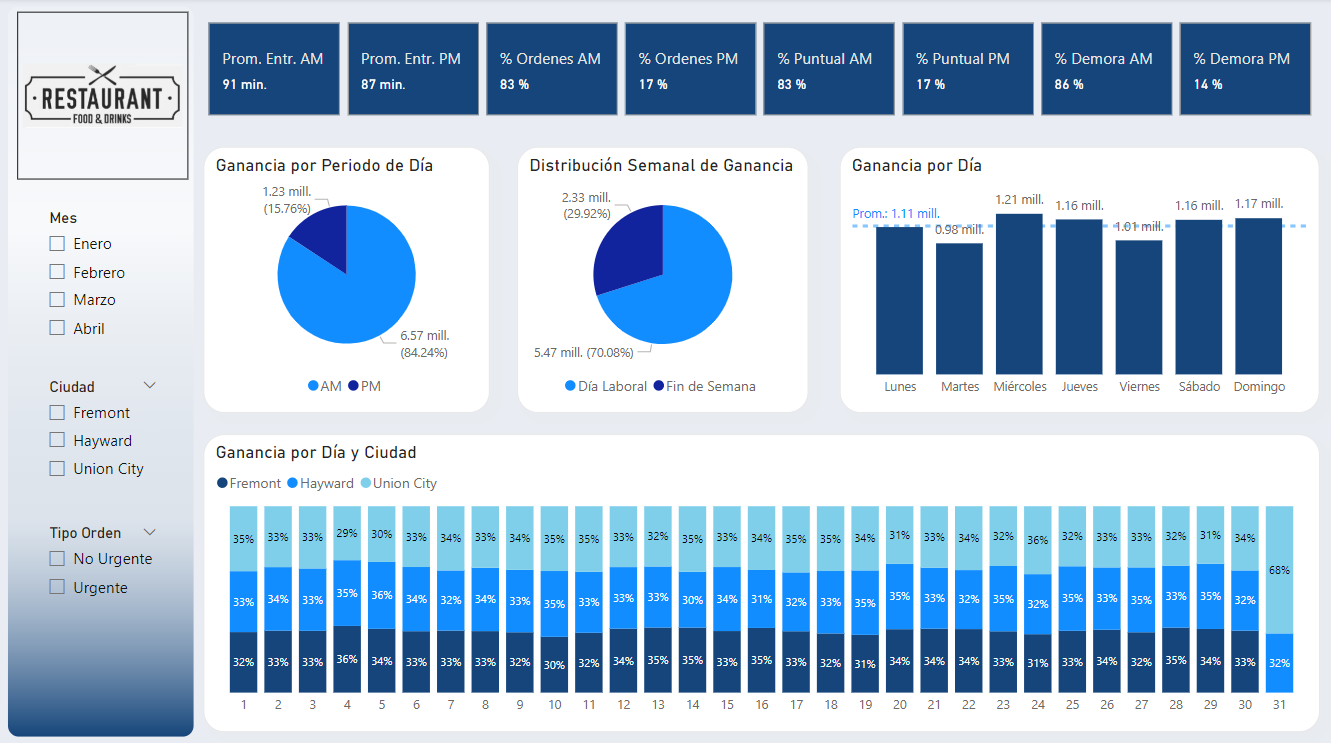 RESTAURANT
FOOD & DRINKS
Prom. Entr. AM
91 min.
Prom. Entr. PM
87 min.
% Ordenes AM
83 %
% Ordenes PM
17 %
% Puntual AM
83 %
% Puntual PM
17 %
% Demora AM
86 %
% Demora PM
14 %
Mes
Enero
Febrero
Marzo
Abril
Ciudad
Fremont
Hayward
Union City
Tipo Orden
No Urgente
Urgente
Ganancia por Periodo de Día
1.23 mill.
(15.76%)
6.57 mill.
(84.24%)
AM PM
Distribución Semanal de Ganancia
2.33 mill.
(29.92%)
5.47 mill. (70.08%)
Día Laboral Fin de Semana
Ganancia por Día
Prom.: 1.11 mill.
0.98 mill.
1.21 mill.
1.16 mill.
1.01 mill.
1.16 mill.
1.17 mill.
Lunes Martes Miércoles Jueves Viernes Sábado Domingo
Ganancia por Día y Ciudad
Fremont Hayward Union City
35% 33% 33% 29% 30% 33% 34% 33% 34% 35% 35% 33% 32% 35% 33% 34% 35% 35% 34% 31% 33% 34% 32% 36% 32% 33% 33% 32% 31% 34% 68%
33% 34% 33% 35% 36% 34% 32% 34% 33% 35% 33% 33% 33% 30% 34% 31% 32% 33% 35% 35% 33% 32% 35% 32% 35% 33% 35% 33% 35% 32% 32%
32% 33% 33% 36% 34% 33% 33% 33% 32% 30% 32% 34% 35% 35% 33% 35% 33% 32% 31% 34% 34% 34% 33% 31% 33% 34% 32% 35% 34% 33%
1 2 3 4 5 6 7 8 9 10 11 12 13 14 15 16 17 18 19 20 21 22 23 24 25 26 27 28 29 30 31